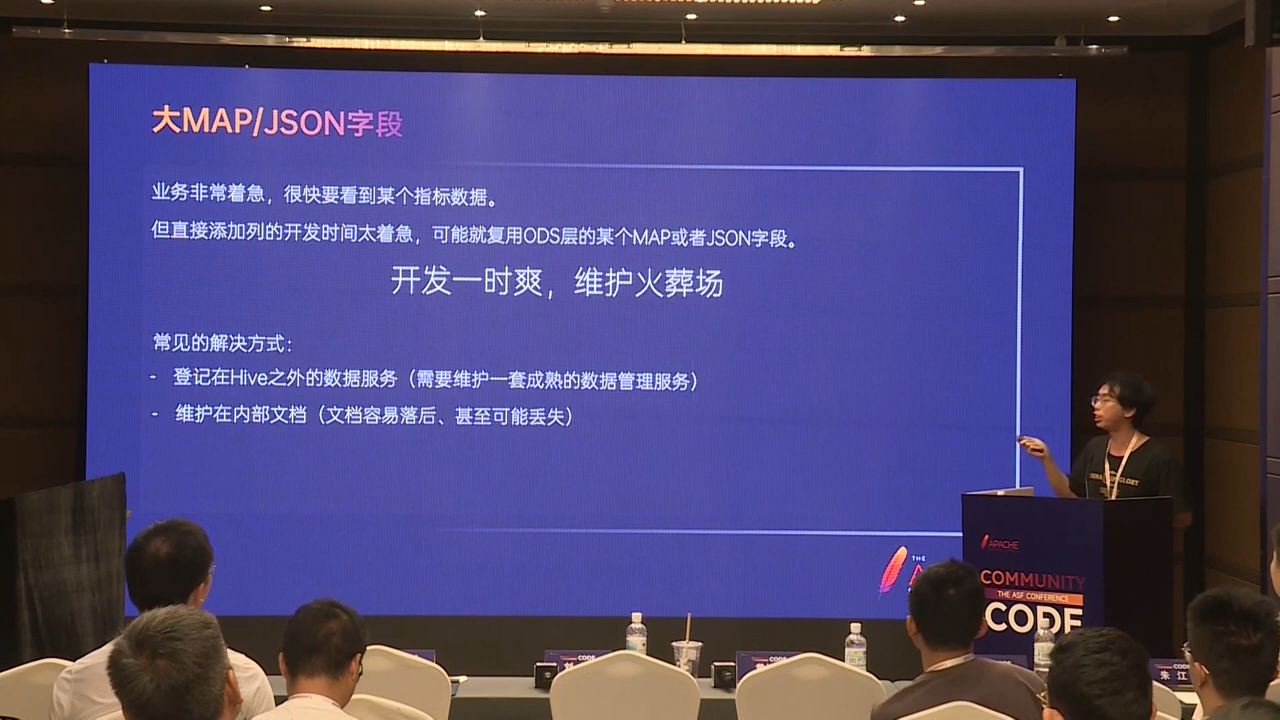 大MAP/JSON字段
业务非常着急，很快要看到某个指标数据。
但直接添加列的开发时间太着急，可能就复用ODS层的某个MAP或者JSON字段。
开发一时爽，维护火葬场
常见的解决方式：
- 登记在Hive之外的数据服务（需要维护一套成熟的数据管理服务）
- 维护在内部文档（文档容易落后、甚至可能丢失）
THE
APACHE
COMMUNITY
THE ASF CONFERENCE
CODE
CODE
朱 江